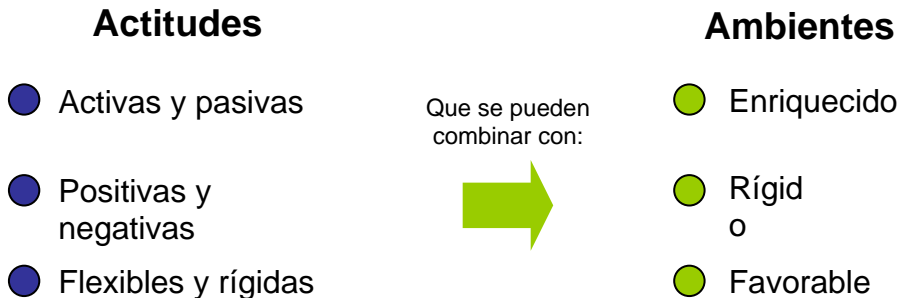 Actitudes
Activas y pasivas
Positivas y
negativas
Flexibles y rígidas
Que se pueden
combinar con:
Ambientes
Enriquecido
Rígid
o
Favorable